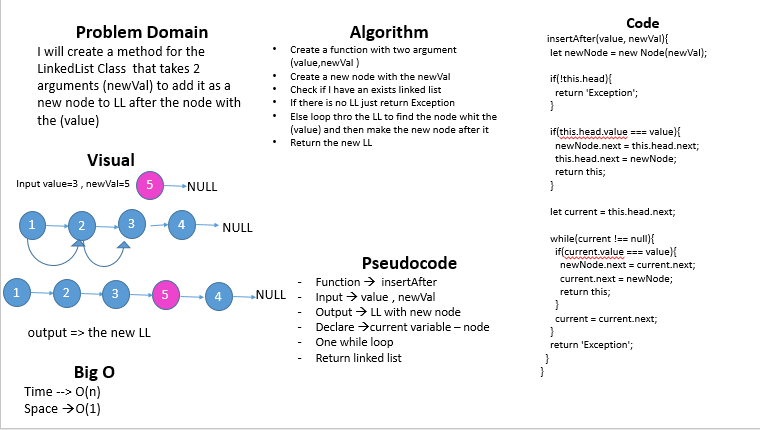 Problem Domain
I will create a method for the
LinkedList Class that takes 2
arguments (newVal) to add it as a
new node to LL after the node with
the (value)
Visual
Input value=3 , newVal=5
5
NULL
1
2
3
4
NULL
1
2
3
5
4
NULL
output => the new LL
Big O
Time --> O(n)
Space →O(1)
Algorithm
• Create a function with two argument
(value,newVal )
• Create a new node with the newVal
• Check if I have an exists linked list
• If there is no LL just return Exception
• Else loop thro the LL to find the node whit the
(value) and then make the new node after it
• Return the new LL
Pseudocode
- Function → insertAfter
- Input → value , newVal
- Output → LL with new node
- Declare →current variable – node
- One while loop
- Return linked list
Code
insertAfter(value, newVal){
let newNode = new Node(newVal);
if(!this.head){
return 'Exception';
}
if(this.head.value === value){
newNode.next = this.head.next;
this.head.next = newNode;
return this;
}
let current = this.head.next;
while(current !== null){
if(current.value === value){
newNode.next = current.next;
current.next = newNode;
return this;
}
current = current.next;
}
return 'Exception';
}
}